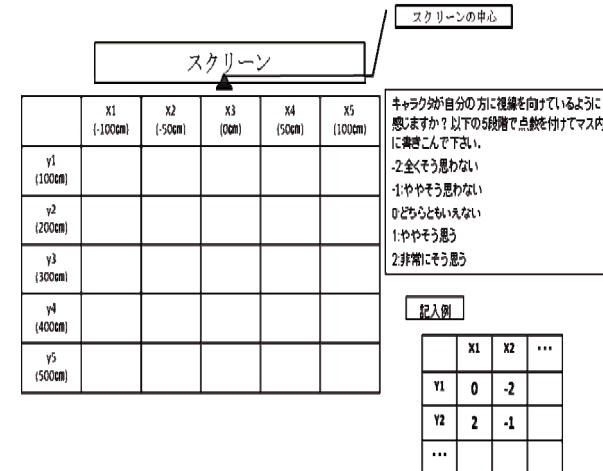 スクリーンの中心
スクリーン
X1 X2 X3 X4 X5
(-100cm) (-50cm) (0cm) (50cm) (100cm)
y1
(100cm)
y2
(200cm)
y3
(300cm)
y4
(400cm)
y5
(500cm)
キャラクタが自分の方に視線を向けているように
感じますか?以下の5段階で点数を付けてマス内
に書きこんで下さい.
-2:全くそう思わない
-1:ややそう思わない
0:どちらともいえない
1:ややそう思う
2:非常にそう思う
記入例
X1 X2 …
Y1 0 -2
Y2 2 -1
…